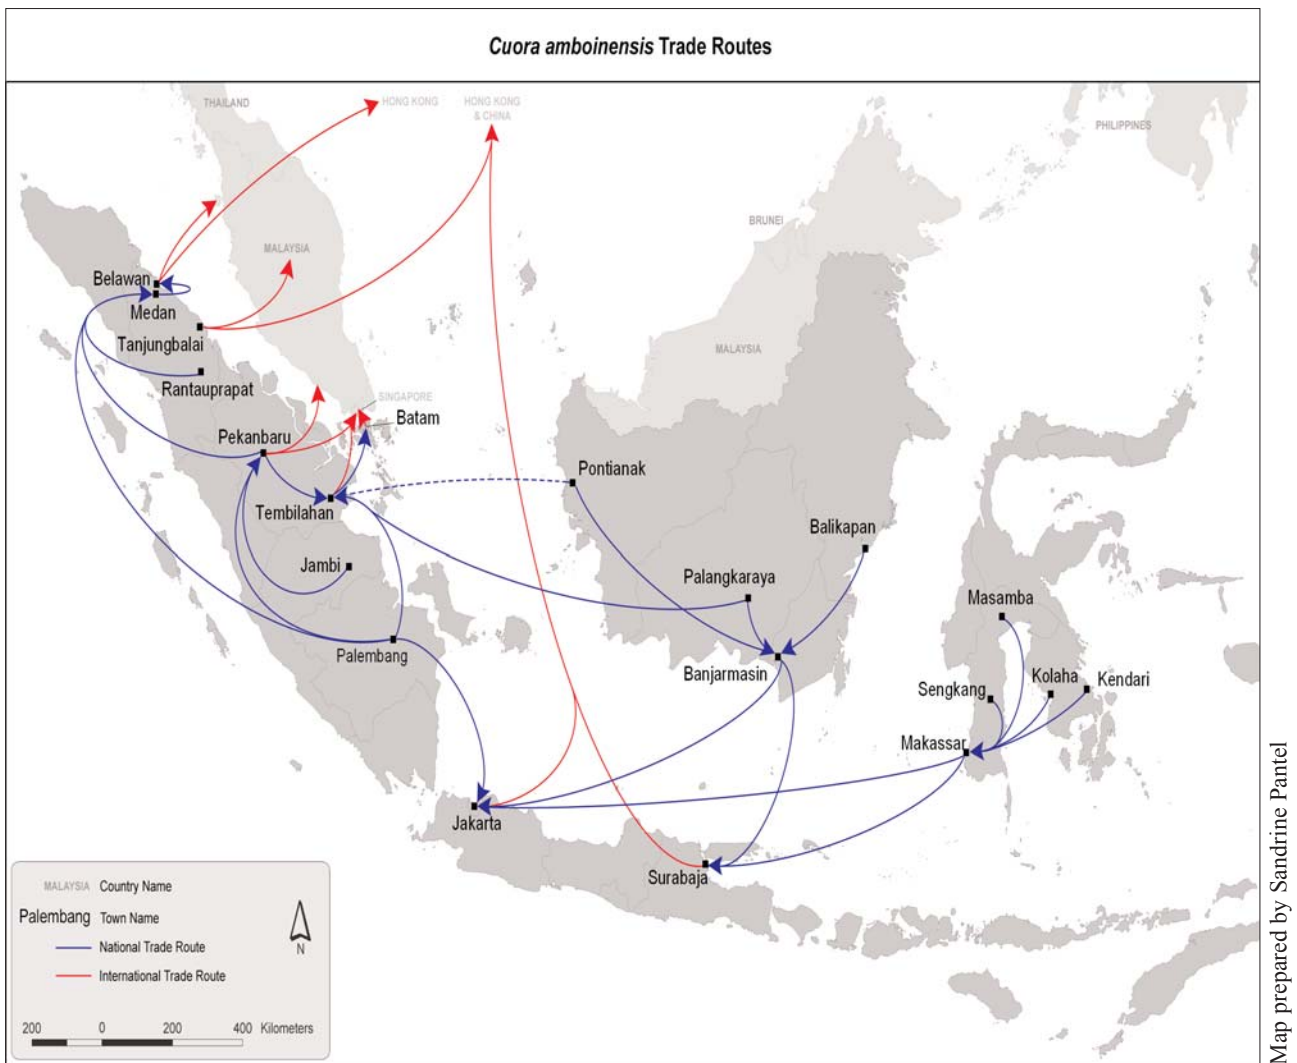 Cuora amboinensis Trade Routes
THAILAND
HONG KONG
HONG KONG
& CHINA
PHILIPPINES
BRUNEI
MALAYSIA
Belawan
Medan
Tanjungbalai
MALAYSIA
Rantauprapat
SINGAPORE
Batam
Pekanbaru
Pontianak
Tembilahan
Balikapan
Jambi
Palangkaraya
Masamba
Palembang
Banjarmasin
Sengkang
Kolaha
Kendari
Makassar
Jakarta
Surabaja
MALAYSIA Country Name
Palembang Town Name
National Trade Route
International Trade Route
N
200 0 200 400 Kilometers
Map prepared by Sandrine Pantel